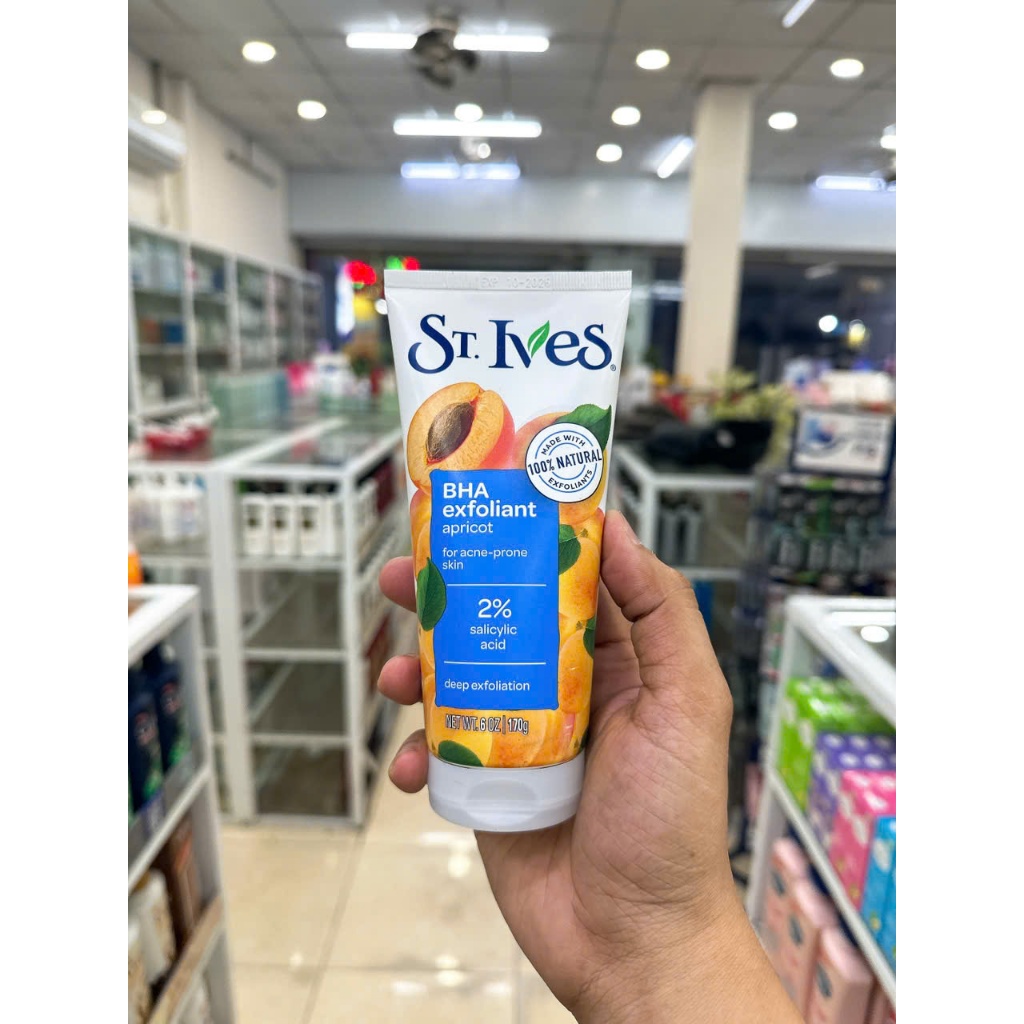 St. Ives
MADE WITH
100% NATURAL
EXFOLIANTS
BHA
exfoliant
apricot
for acne-prone
skin
2%
salicylic
acid
deep exfoliation
NET WT. 6 OZ | 170g